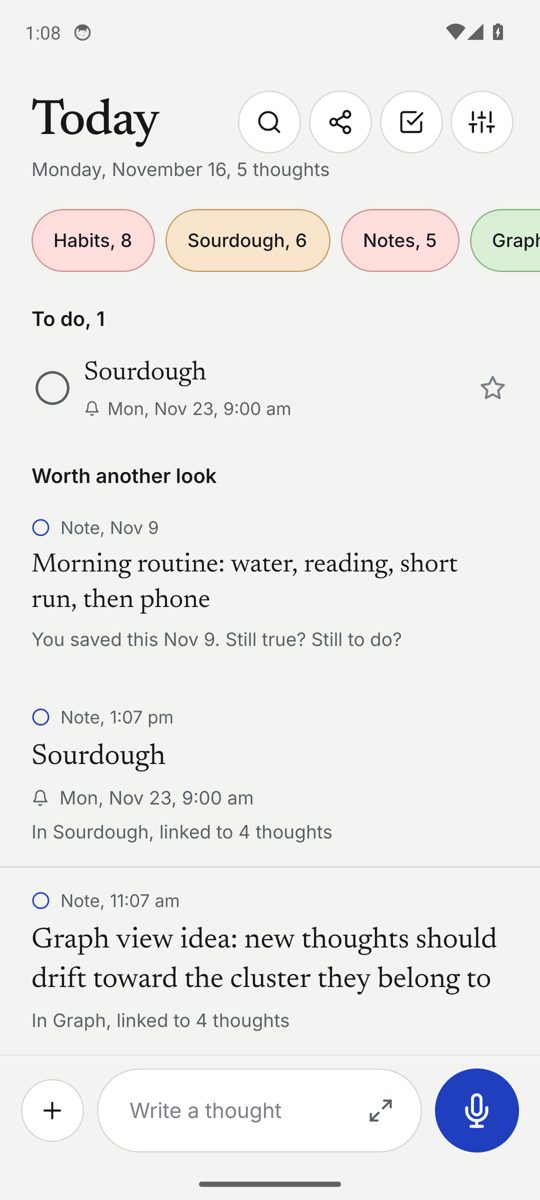 1:08
Today
Monday, November 16, 5 thoughts
Habits, 8
Sourdough, 6
Notes, 5
Graph
To do, 1
Sourdough
Mon, Nov 23, 9:00 am
Worth another look
Note, Nov 9
Morning routine: water, reading, short
run, then phone
You saved this Nov 9. Still true? Still to do?
Note, 1:07 pm
Sourdough
Mon, Nov 23, 9:00 am
In Sourdough, linked to 4 thoughts
Note, 11:07 am
Graph view idea: new thoughts should
drift toward the cluster they belong to
In Graph, linked to 4 thoughts
Write a thought